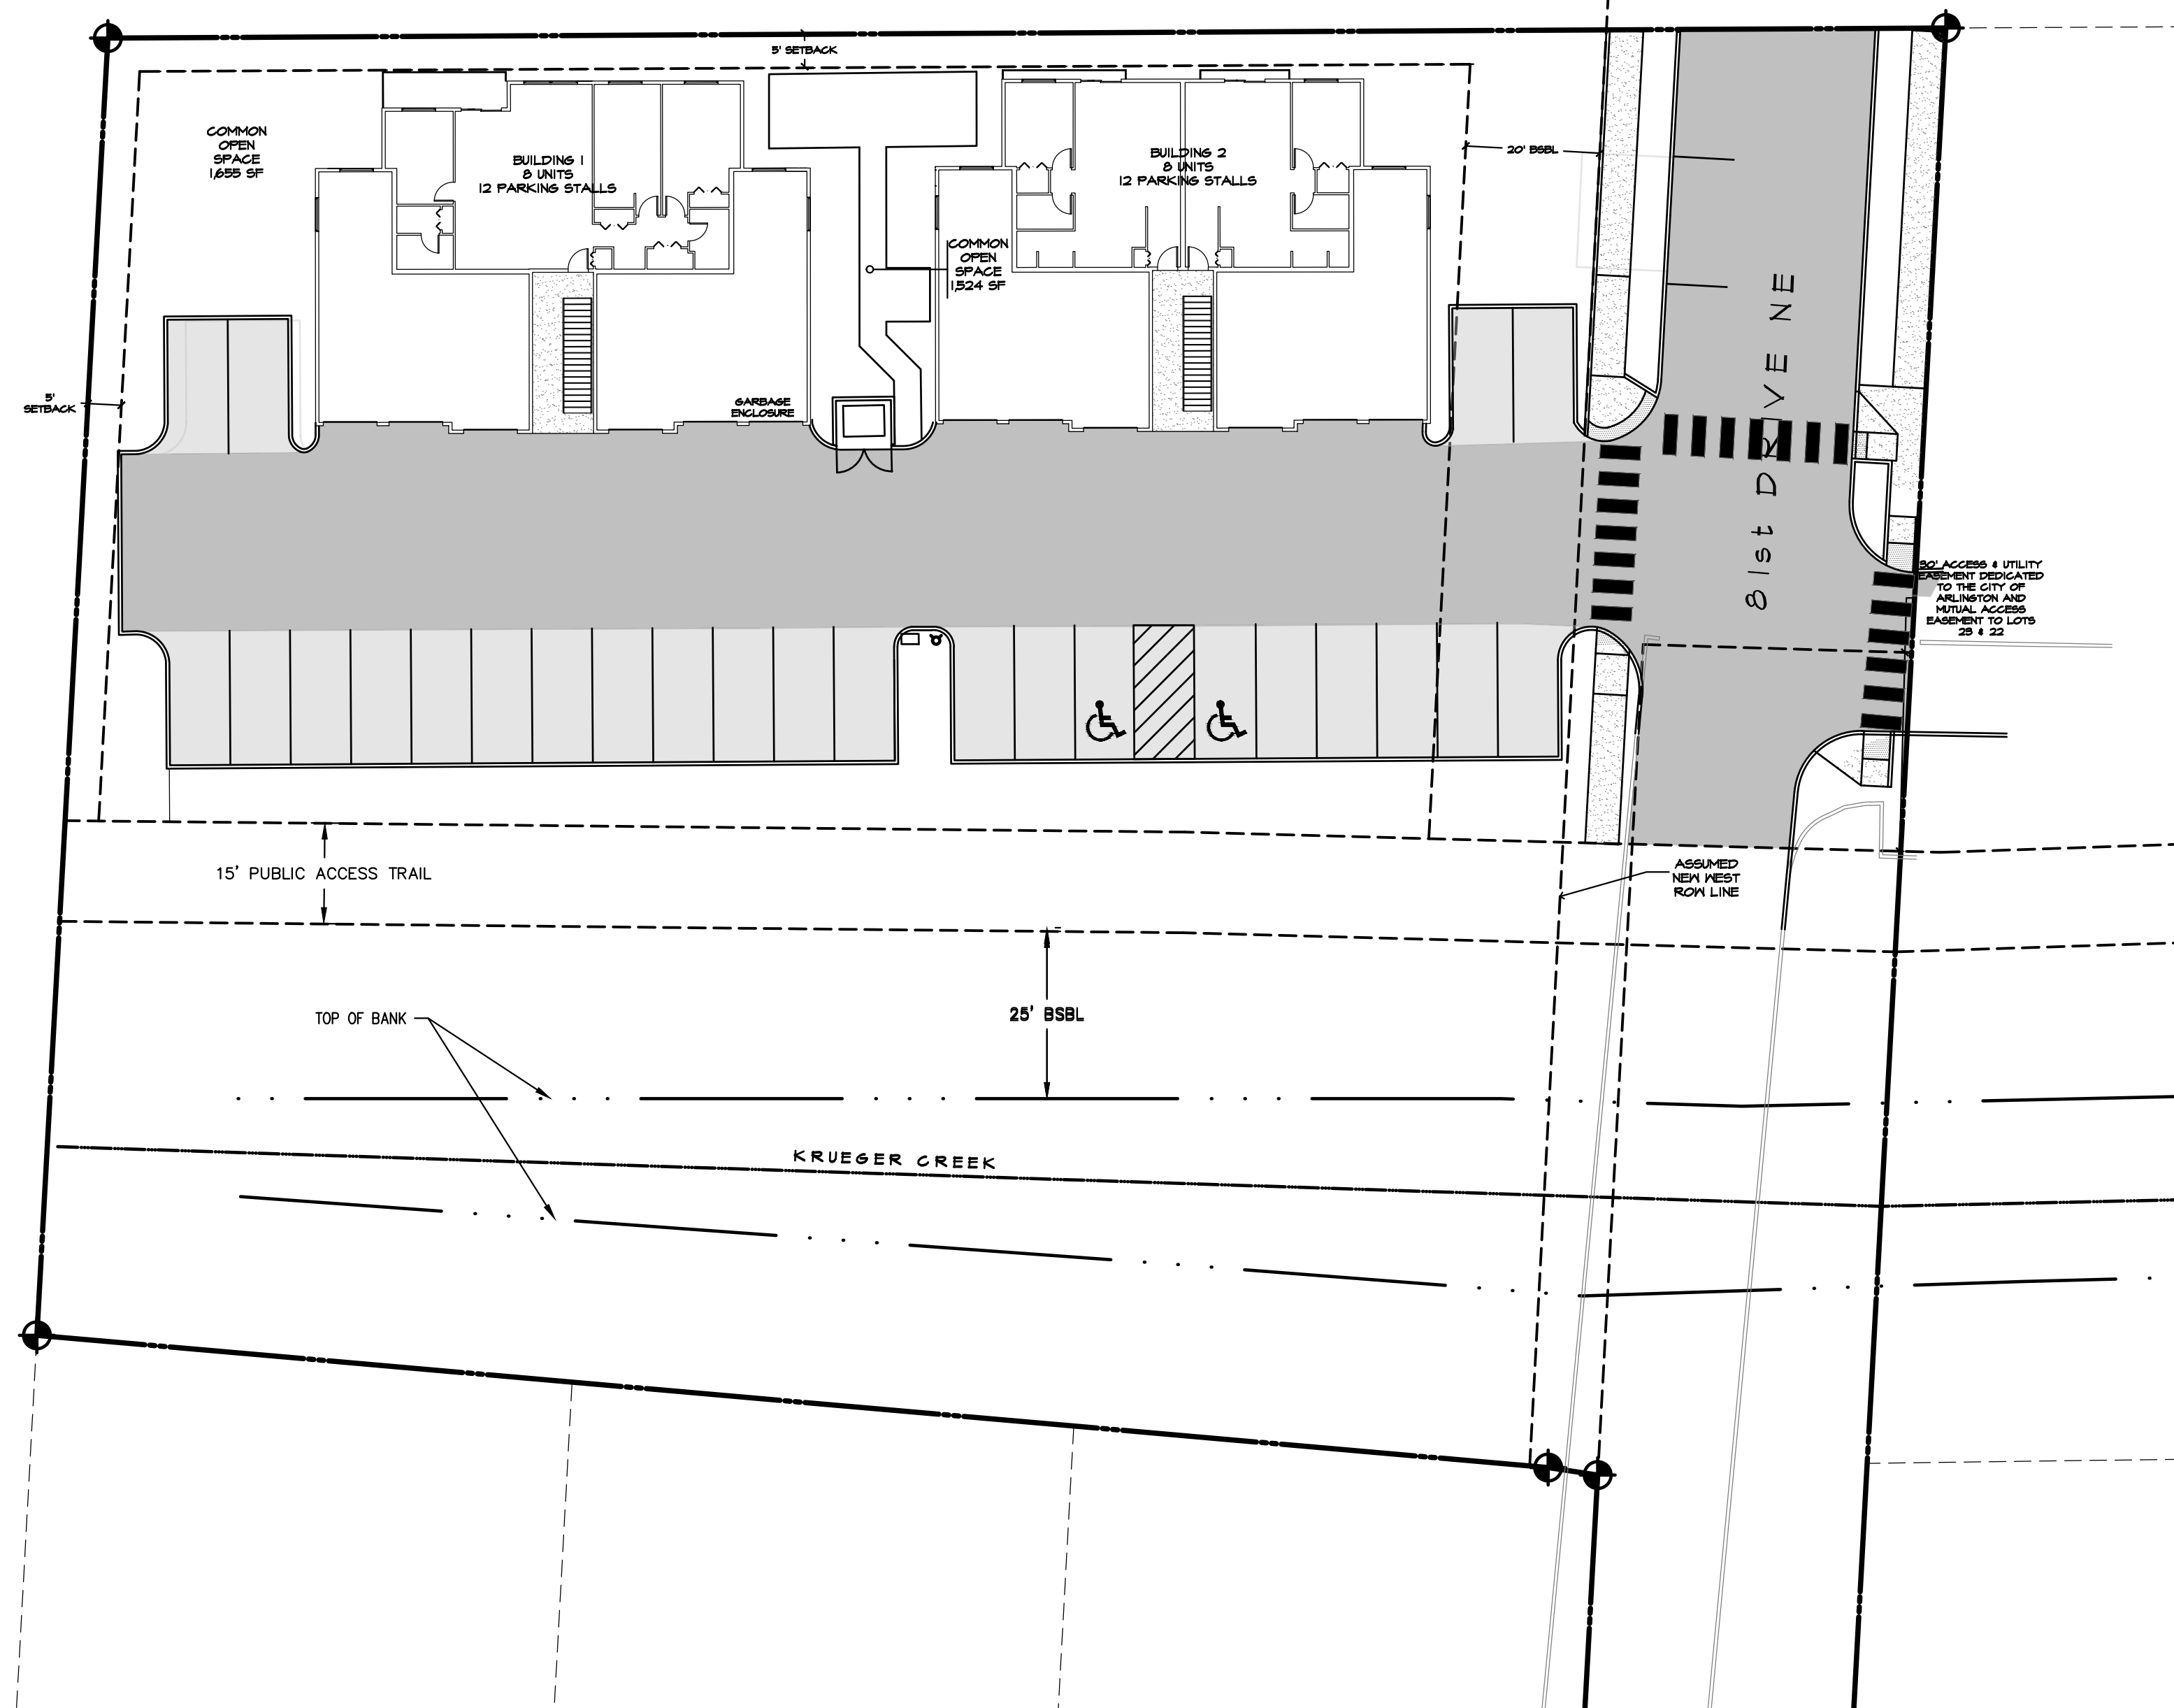 5' SETBACK
COMMON
OPEN
SPACE
1,655 SF
BUILDING 1
8 UNITS
12 PARKING STALLS
BUILDING 2
8 UNITS
12 PARKING STALLS
20' BSBL
COMMON
OPEN
SPACE
1,524 SF
81st DRIVE NE
5'
SETBACK
GARBAGE
ENCLOSURE
30' ACCESS & UTILITY
EASEMENT DEDICATED
TO THE CITY OF
ARLINGTON AND
MUTUAL ACCESS
EASEMENT TO LOTS
23 & 22
15' PUBLIC ACCESS TRAIL
ASSUMED
NEW WEST
ROW LINE
TOP OF BANK
25' BSBL
KRUEGER CREEK